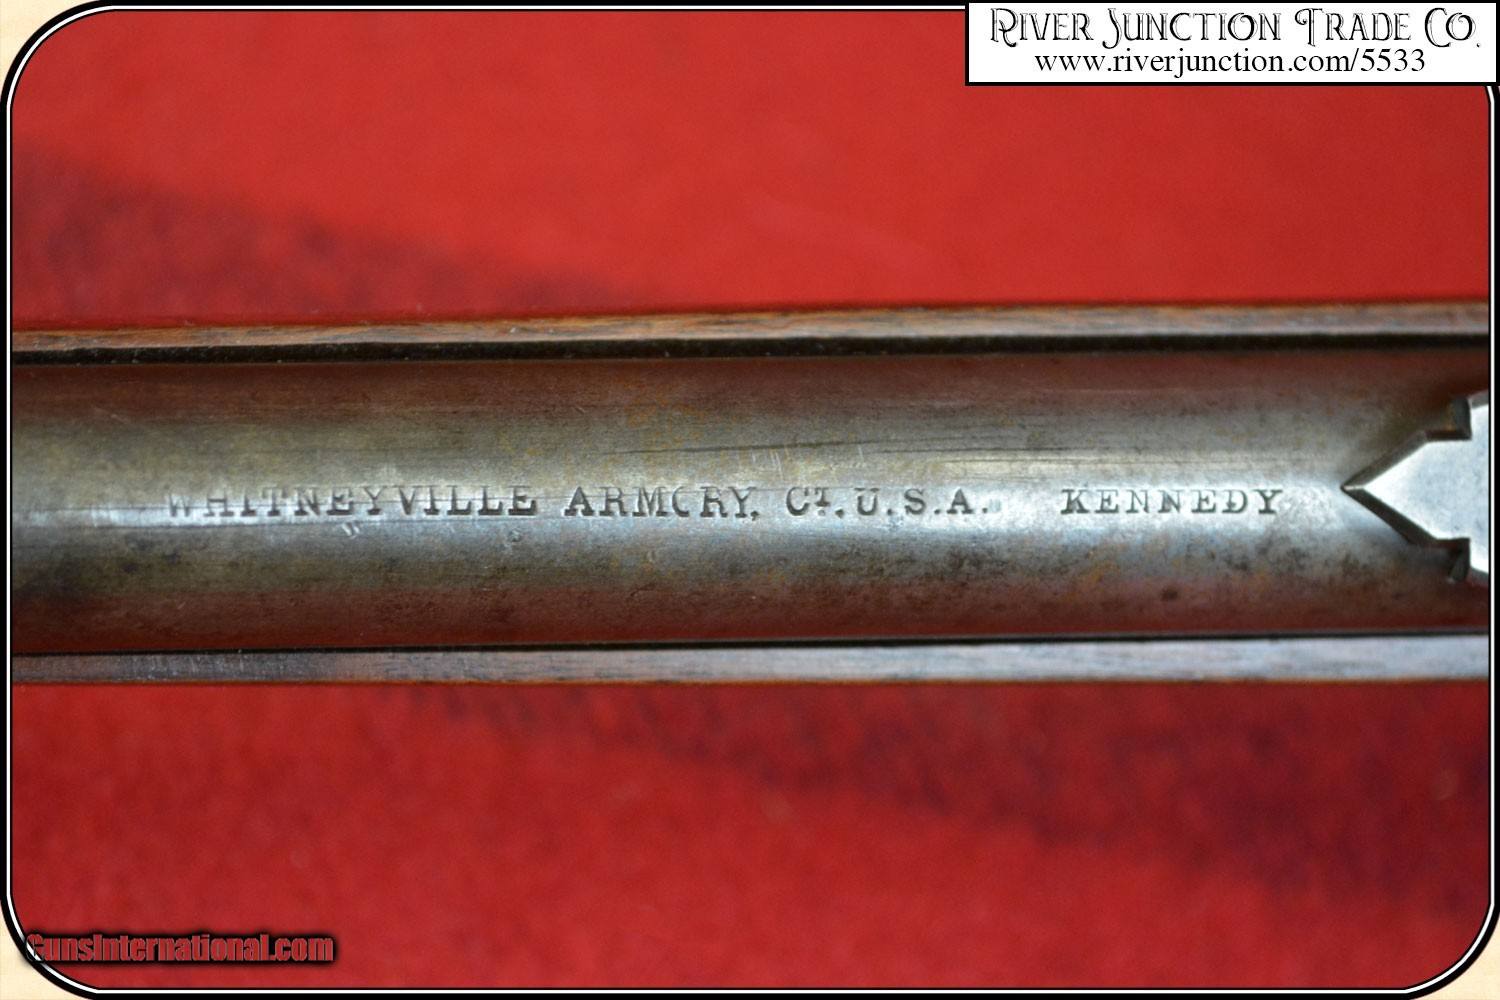 RIVER JUNCTION TRADE CO.
www.riverjunction.com/5533
WHITNEYVILLE ARMORY, Ct. U.S.A. KENNEDY
GunsInternational.com